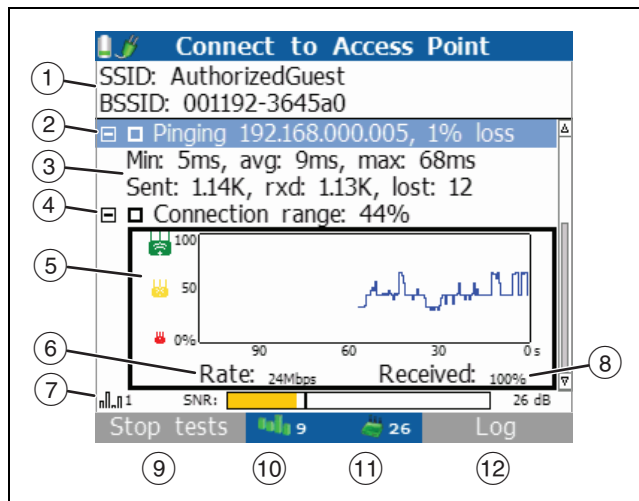 Connect to Access Point
1
SSID: AuthorizedGuest
BSSID: 001192-3645a0
2
Pinging 192.168.000.005, 1% loss
3
Min: 5ms, avg: 9ms, max: 68ms
Sent: 1.14K, rxd: 1.13K, lost: 12
4
Connection range: 44%
5
100
50
0%
90 60 30 0 s
6
Rate: 24Mbps Received: 100%
8
7
1 SNR: 26 dB
Stop tests 9 26 Log
9 10 11 12